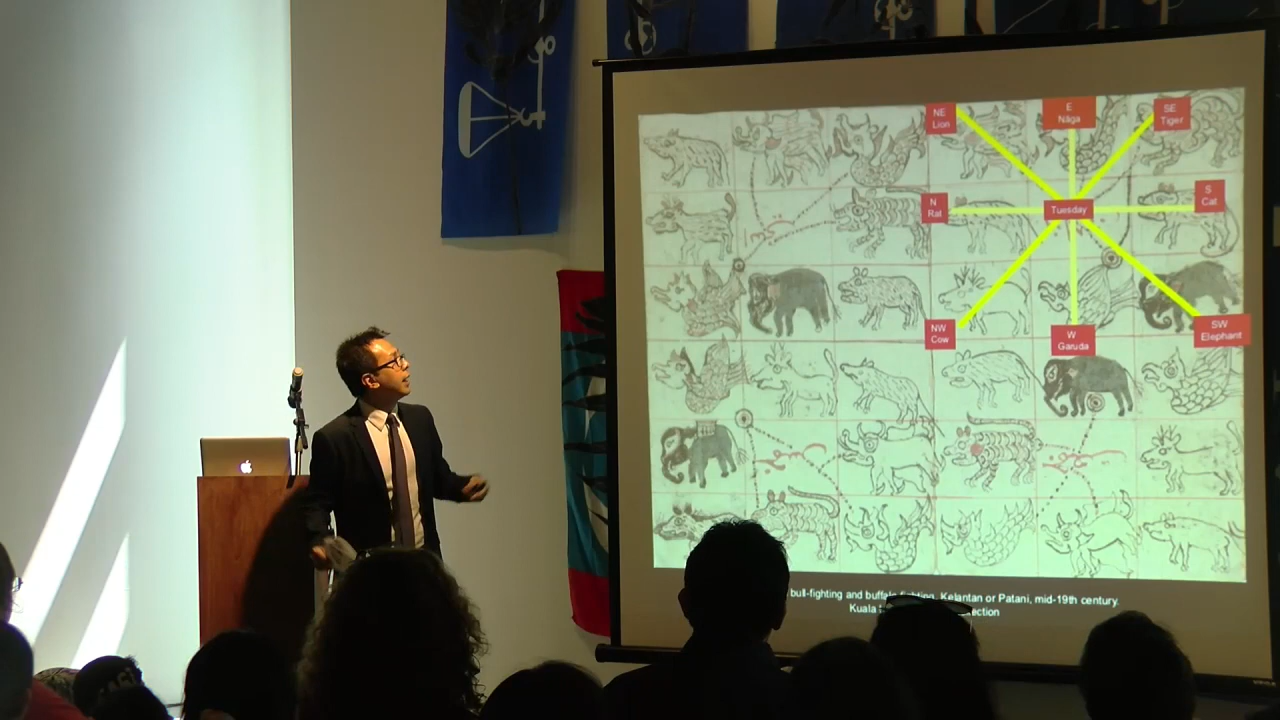 NE
Lion
E
Nāga
SE
Tiger
N
Rat
Tuesday
S
Cat
NW
Cow
W
Garuda
SW
Elephant
bull-fighting and buffalo fighting, Kelantan or Patani, mid-19th century.
Kuala